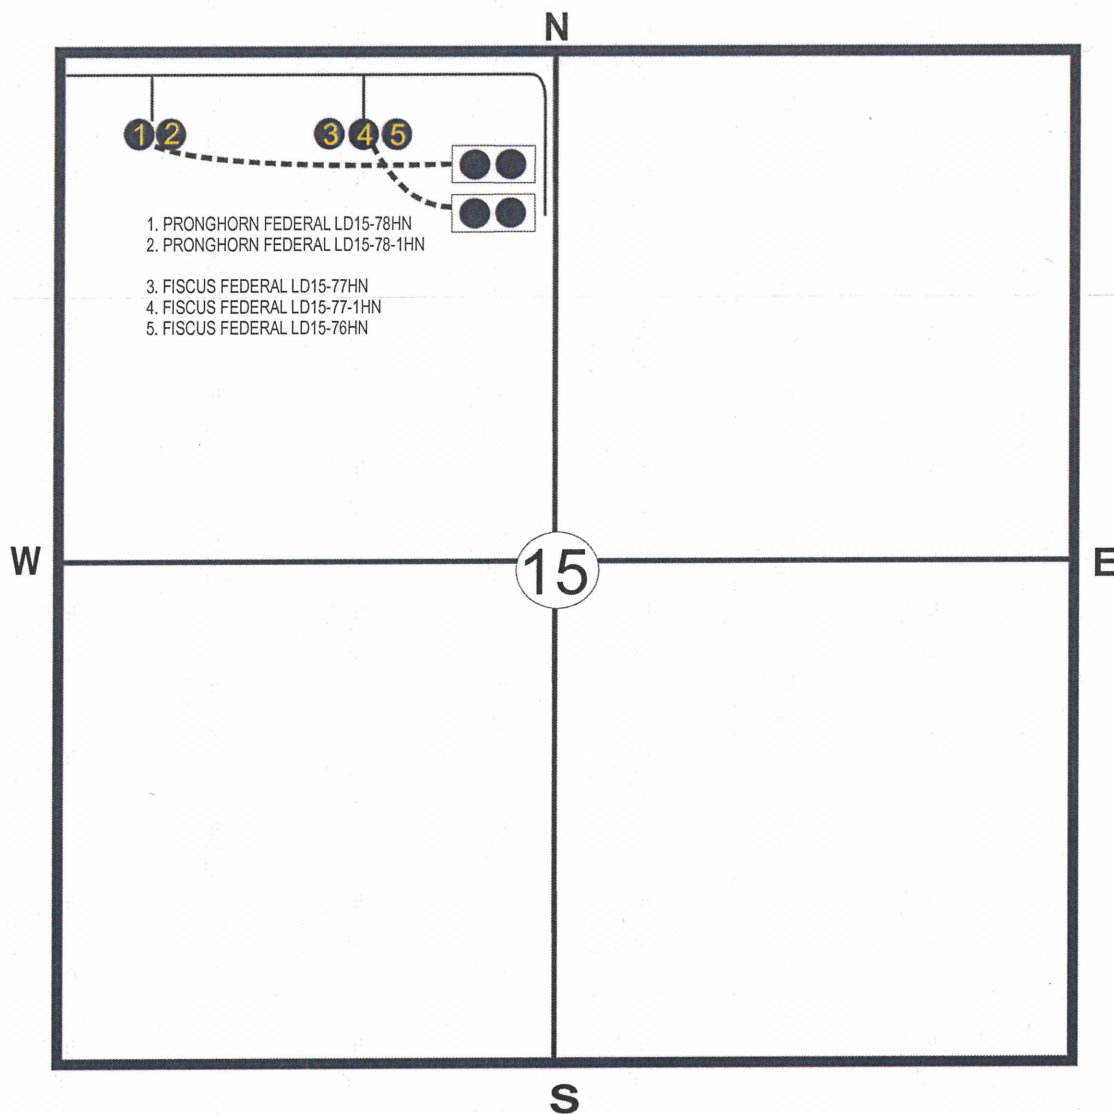 N
1 2 3 4 5
1. PRONGHORN FEDERAL LD15-78HN
2. PRONGHORN FEDERAL LD15-78-1HN
3. FISCUS FEDERAL LD15-77HN
4. FISCUS FEDERAL LD15-77-1HN
5. FISCUS FEDERAL LD15-76HN
W
15
E
S